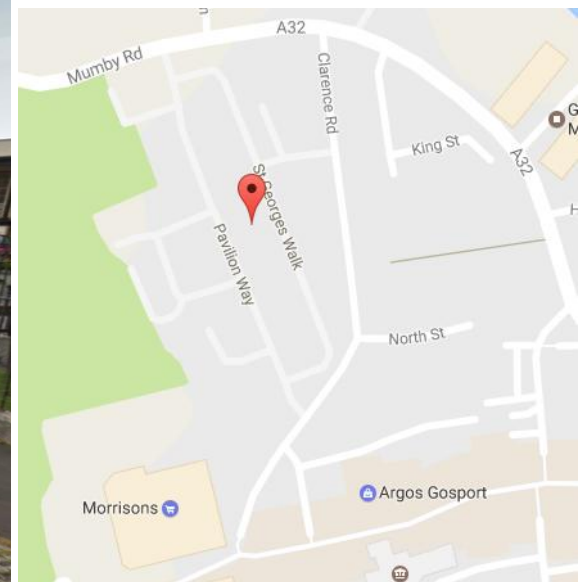 A32
Mumby Rd
Clarence Rd
King St
A32
G
M
St Georges Walk
Pavilion Way
H
North St
Argos Gosport
Morrisons